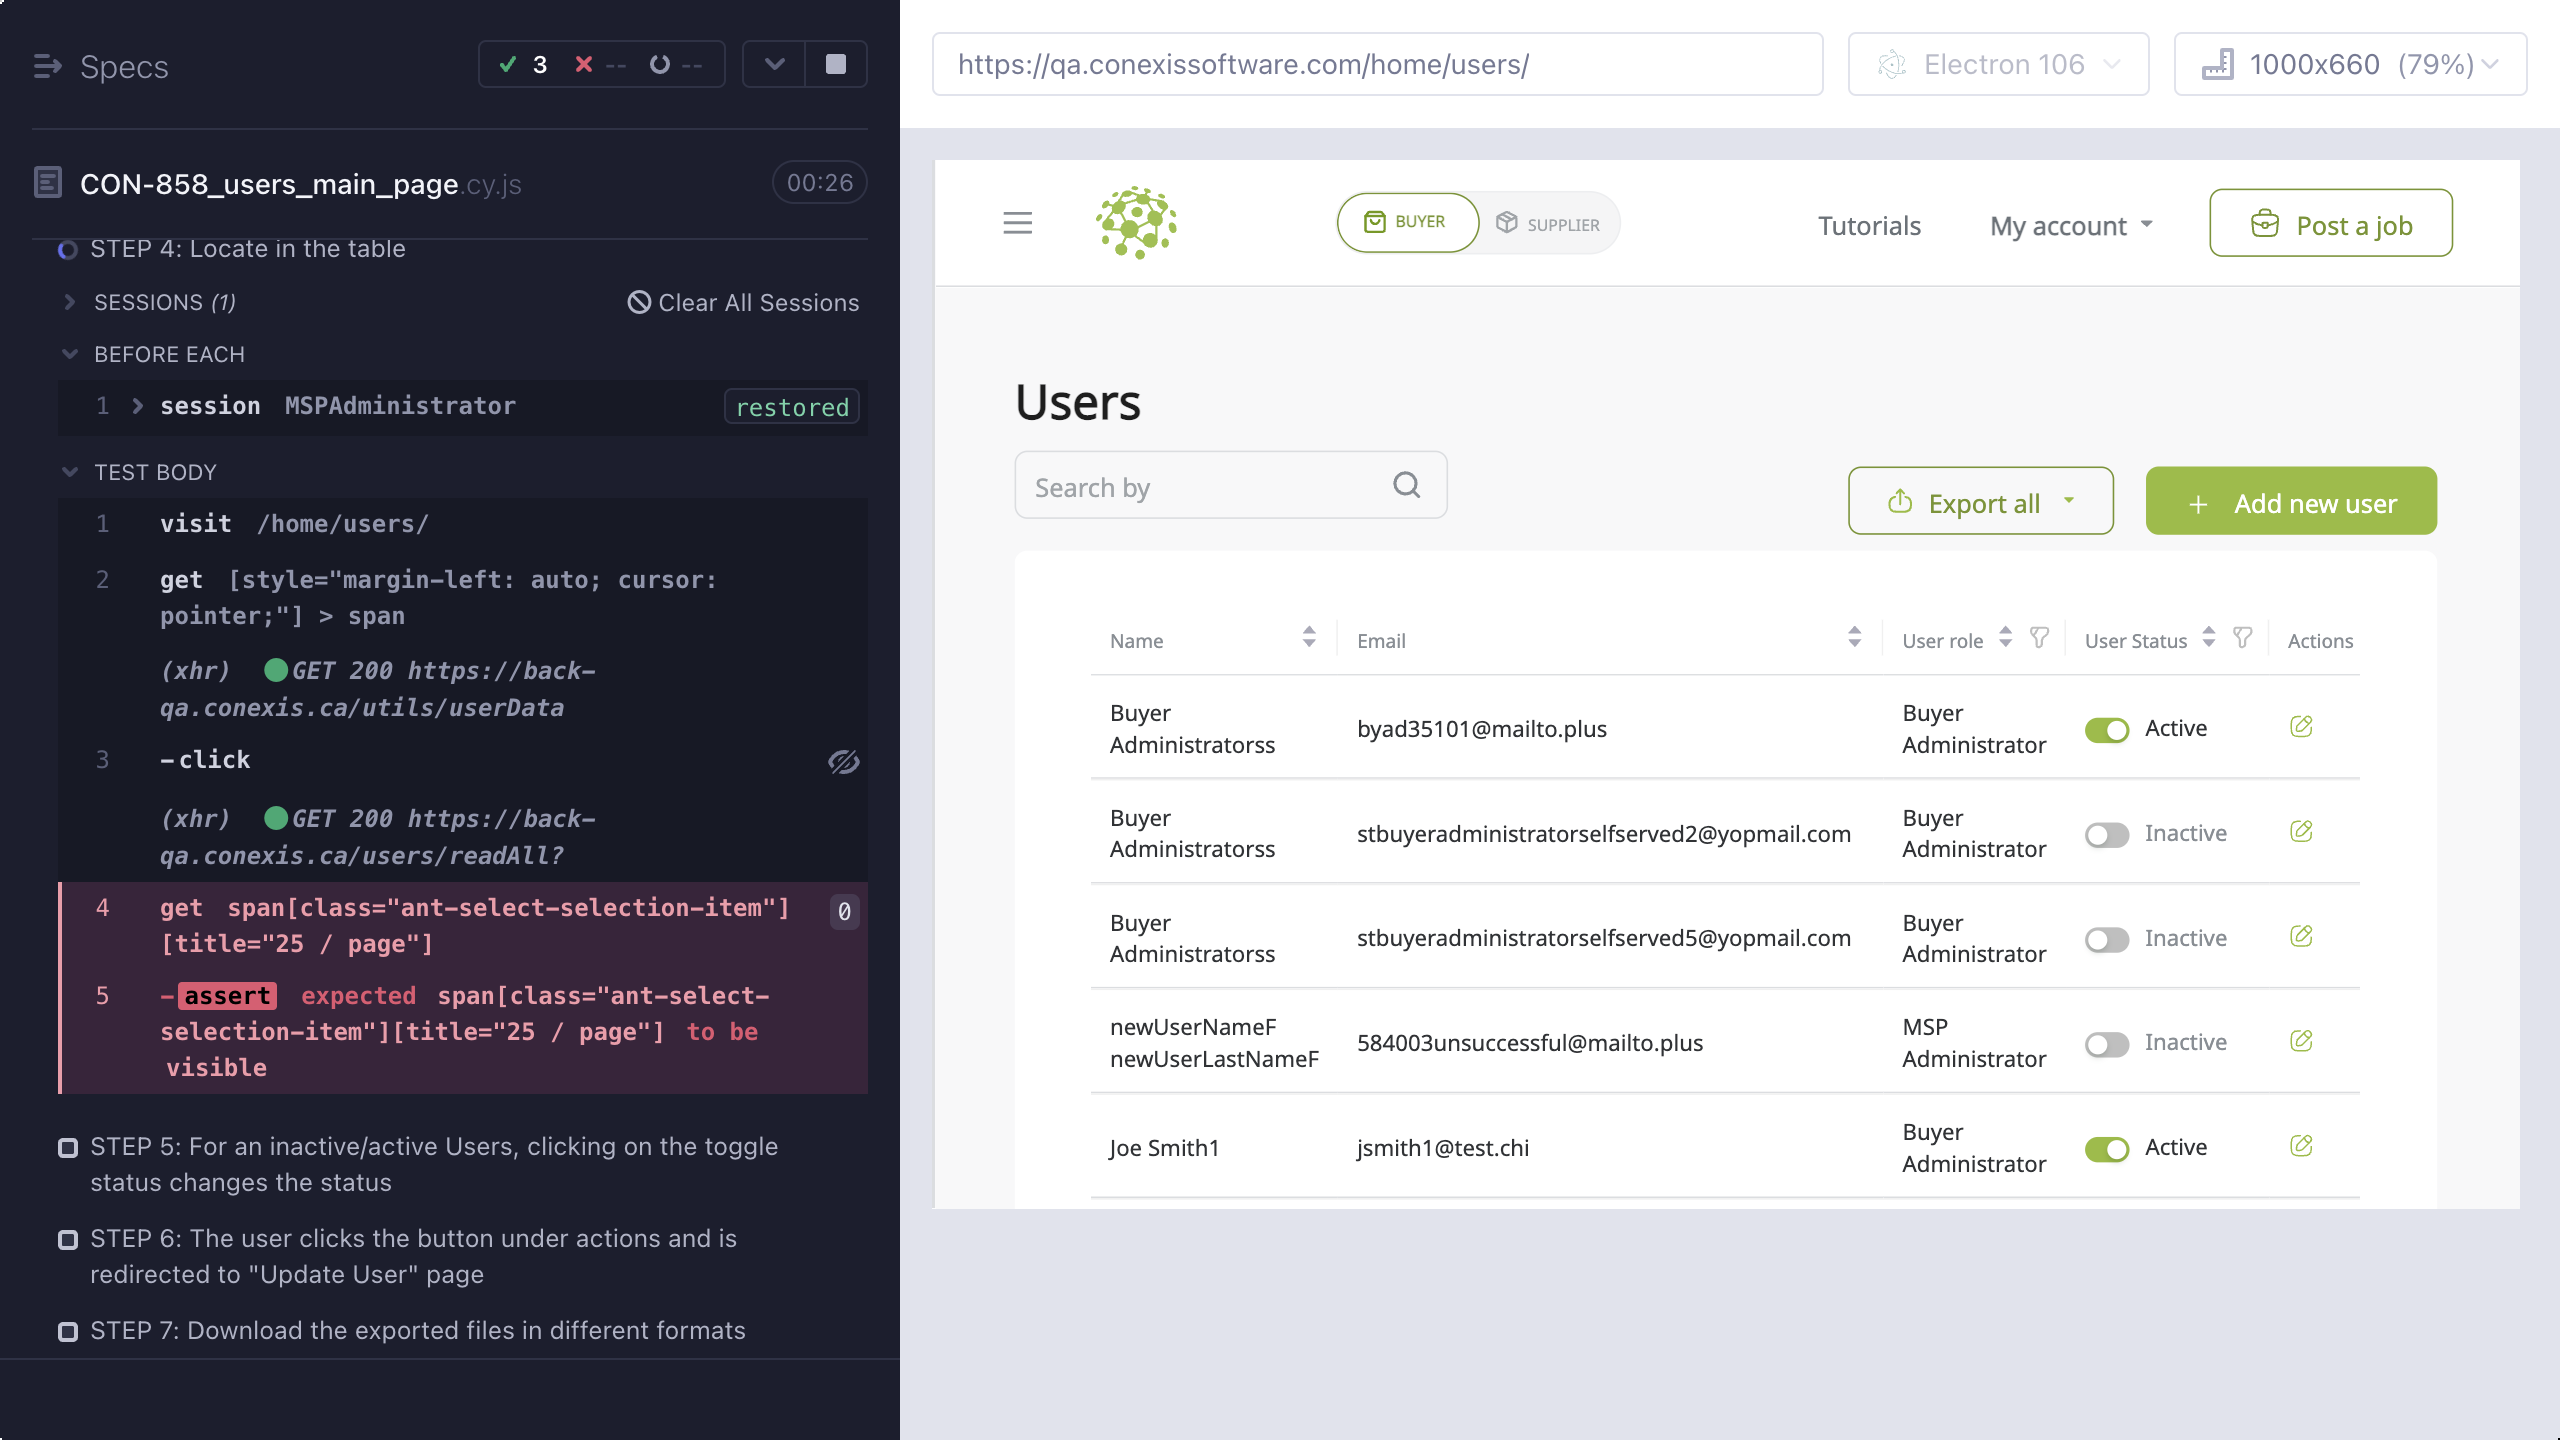 Specs
3 -- --
CON-858_users_main_page.cy.js 00:26
STEP 4: Locate in the table
SESSIONS (1) Clear All Sessions
BEFORE EACH
1 session MSPAdministrator restored
TEST BODY
1 visit /home/users/
2 get [style="margin-left: auto; cursor:
pointer;"] > span
(xhr) GET 200 https://back-
qa.conexis.ca/utils/userData
3 -click
(xhr) GET 200 https://back-
qa.conexis.ca/users/readAll?
4 get span[class="ant-select-selection-item"] 0
[title="25 / page"]
5 -assert expected span[class="ant-select-
selection-item"][title="25 / page"] to be
visible
STEP 5: For an inactive/active Users, clicking on the toggle
status changes the status
STEP 6: The user clicks the button under actions and is
redirected to "Update User" page
STEP 7: Download the exported files in different formats
https://qa.conexissoftware.com/home/users/
Electron 106
1000x660 (79%)
BUYER SUPPLIER
Tutorials My account Post a job
Users
Search by
Export all + Add new user
Name Email User role User Status Actions
Buyer
Administratorss
byad35101@mailto.plus
Buyer
Administrator
Active
Buyer
Administratorss
stbuyeradministratorselfserved2@yopmail.com
Buyer
Administrator
Inactive
Buyer
Administratorss
stbuyeradministratorselfserved5@yopmail.com
Buyer
Administrator
Inactive
newUserNameF
newUserLastNameF
584003unsuccessful@mailto.plus
MSP
Administrator
Inactive
Joe Smith1
jsmith1@test.chi
Buyer
Administrator
Active